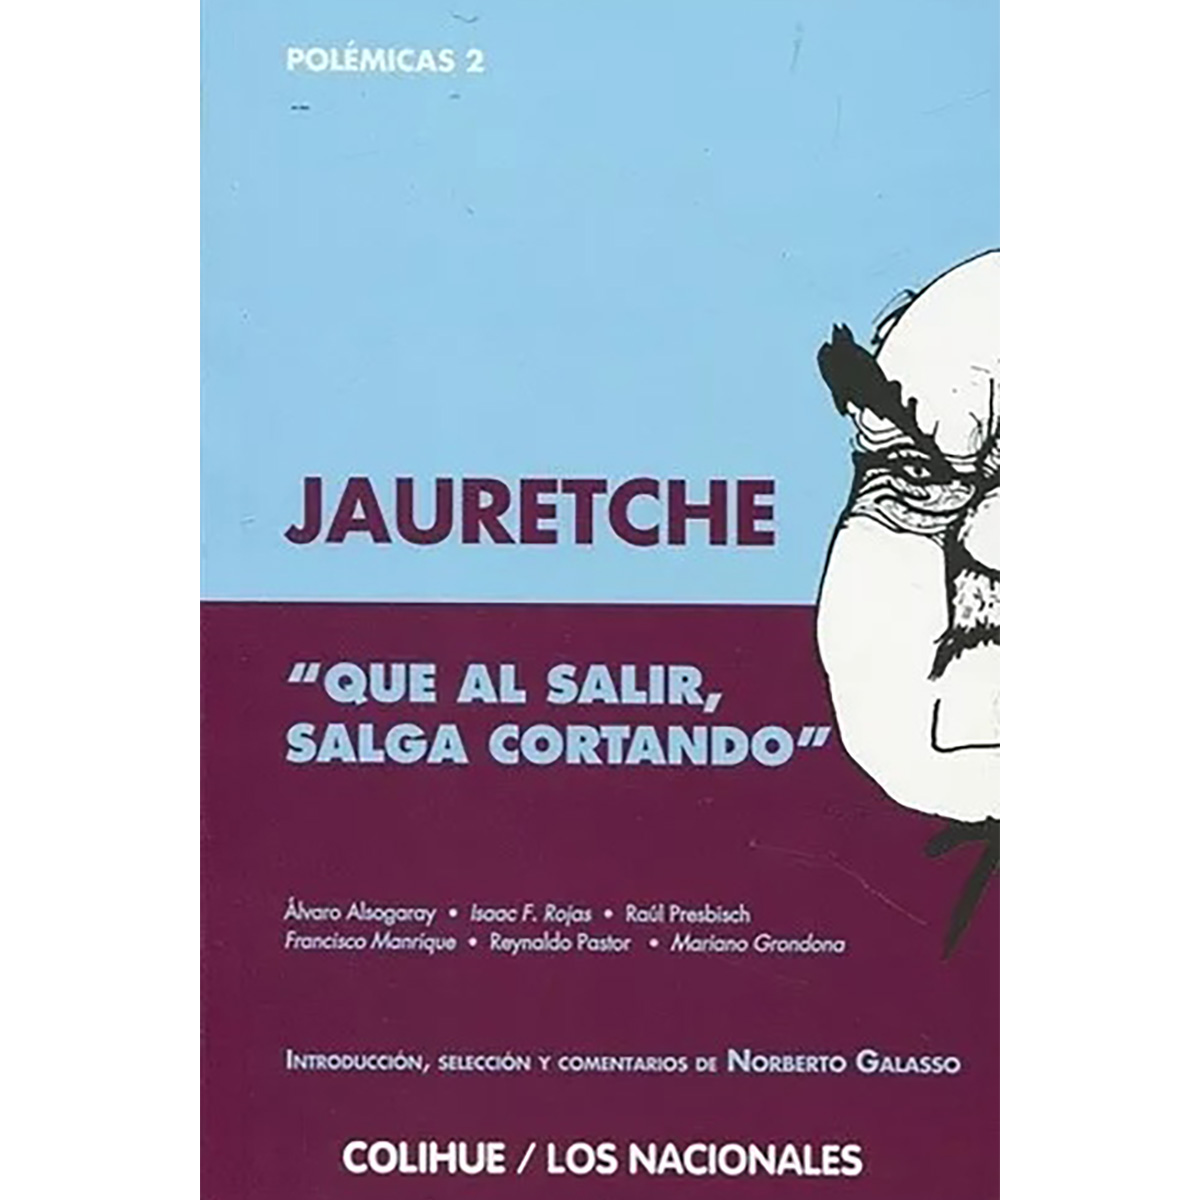 POLÉMICAS 2
JAURETCHE
"QUE AL SALIR,
SALGA CORTANDO"
Álvaro Alsogaray • Isaac F. Rojas • Raúl Presbisch
Francisco Manrique • Reynaldo Pastor • Mariano Grondona
INTRODUCCIÓN, SELECCIÓN Y COMENTARIOS DE NORBERTO GALASSO
COLIHUE / LOS NACIONALES